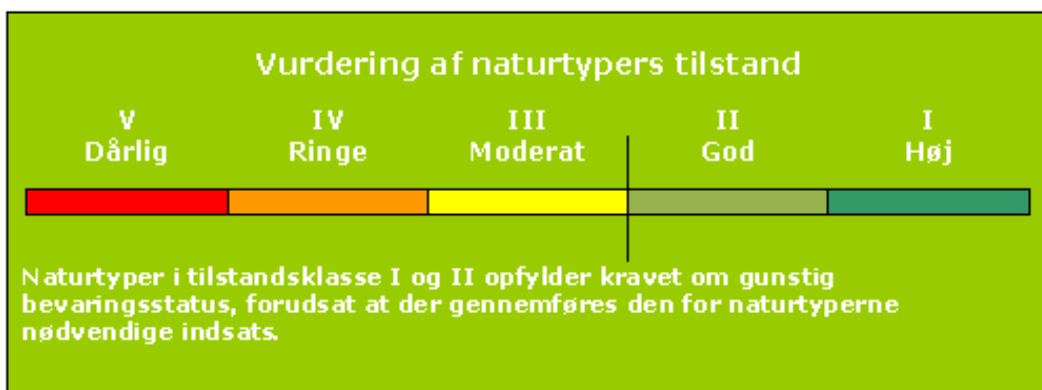 Vurdering af naturtypers tilstand
V IV III II I
Dårlig Ringe Moderat God Høj
Naturtyper i tilstandsklasse I og II opfylder kravet om gunstig
bevaringsstatus, forudsat at der gennemføres den for naturtyperne
nødvendige indsats.